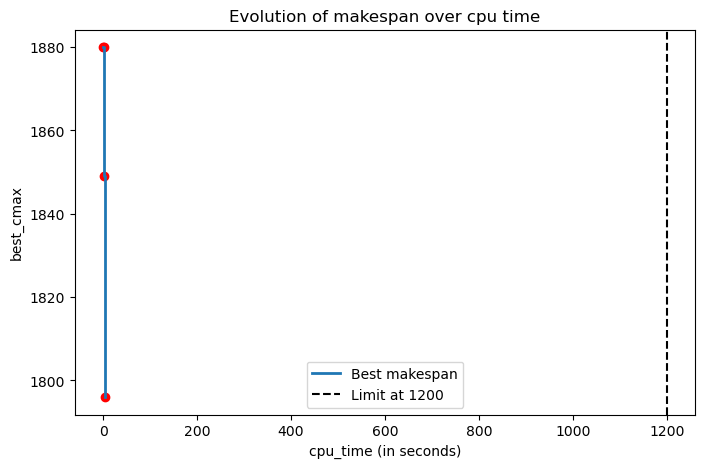 Evolution of makespan over cpu time
best_cmax
1880
1860
1840
1820
1800
Best makespan
Limit at 1200
0
200
400
600
800
1000
1200
cpu_time (in seconds)